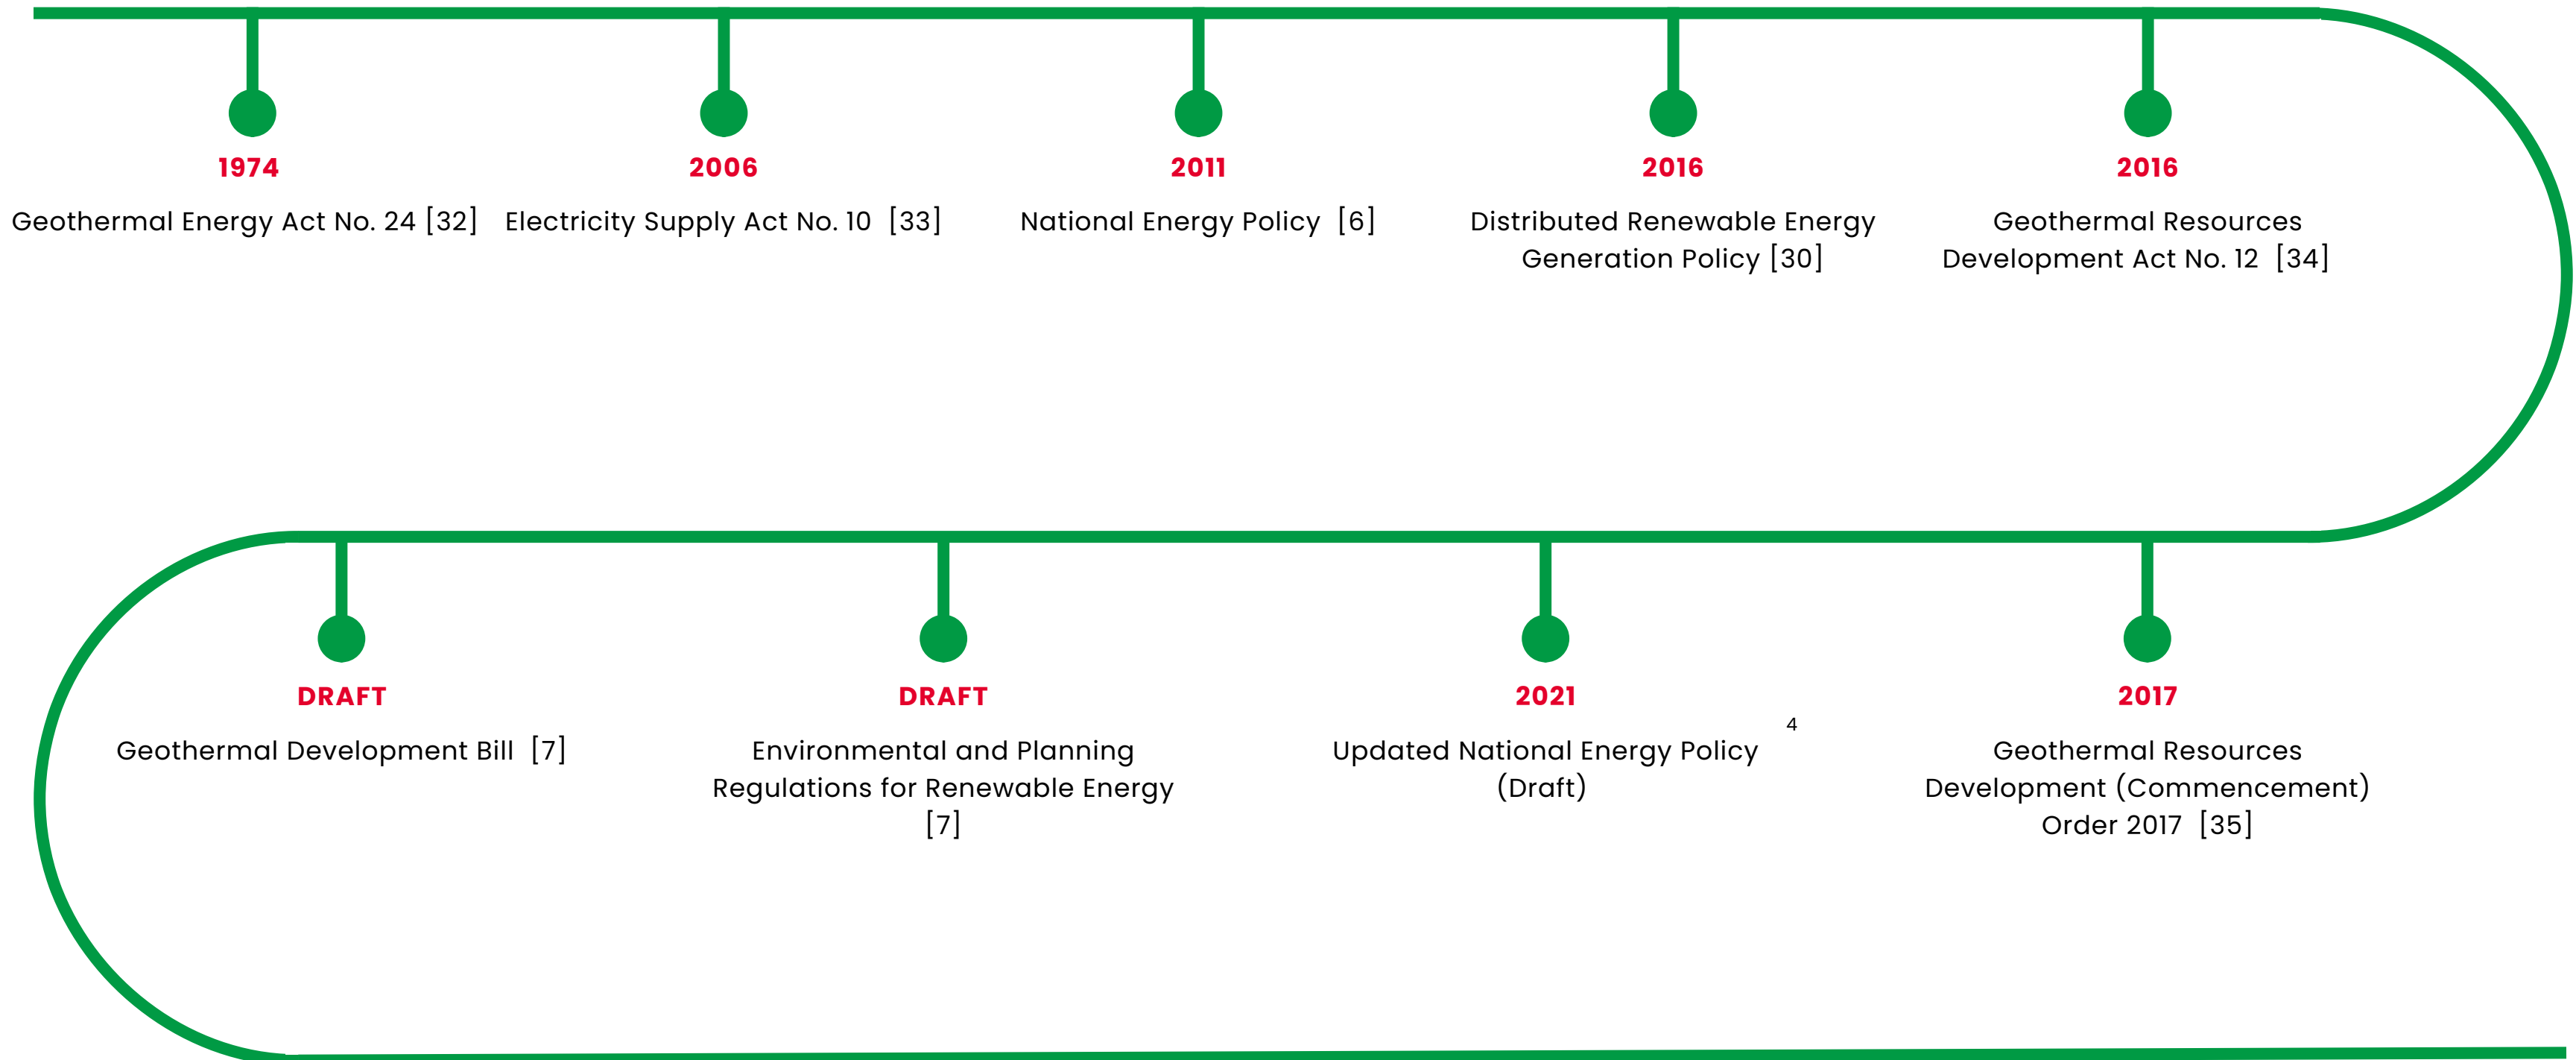 1974
Geothermal Energy Act No. 24 [32]
2006
Electricity Supply Act No. 10 [33]
2011
National Energy Policy [6]
2016
Distributed Renewable Energy
Generation Policy [30]
2016
Geothermal Resources
Development Act No. 12 [34]
DRAFT
Geothermal Development Bill [7]
DRAFT
Environmental and Planning
Regulations for Renewable Energy
[7]
2021
Updated National Energy Policy 4
(Draft)
2017
Geothermal Resources
Development (Commencement)
Order 2017 [35]